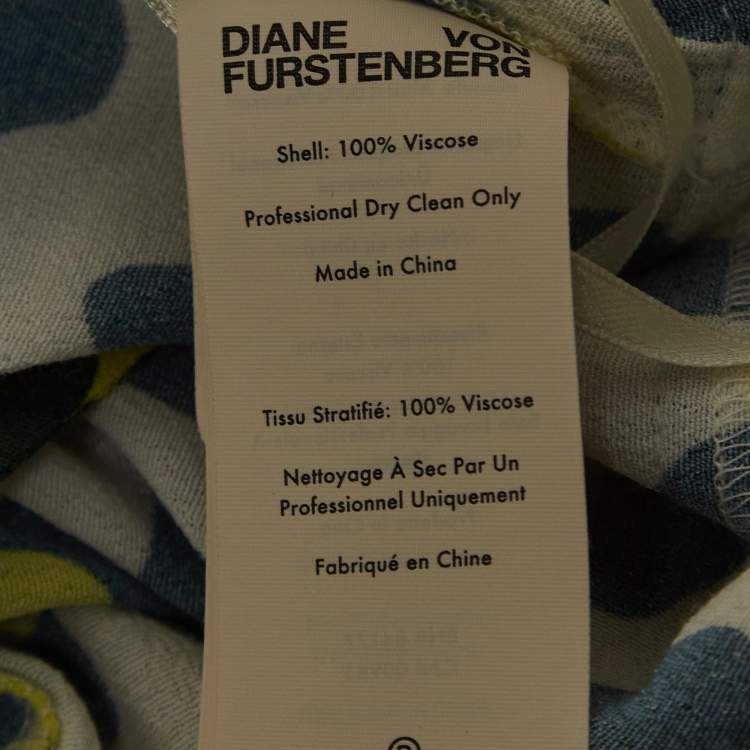 DIANE VON
FURSTENBERG
Shell: 100% Viscose
Professional Dry Clean Only
Made in China
Tissu Stratifié: 100% Viscose
Nettoyage À Sec Par Un
Professionnel Uniquement
Fabriqué en Chine